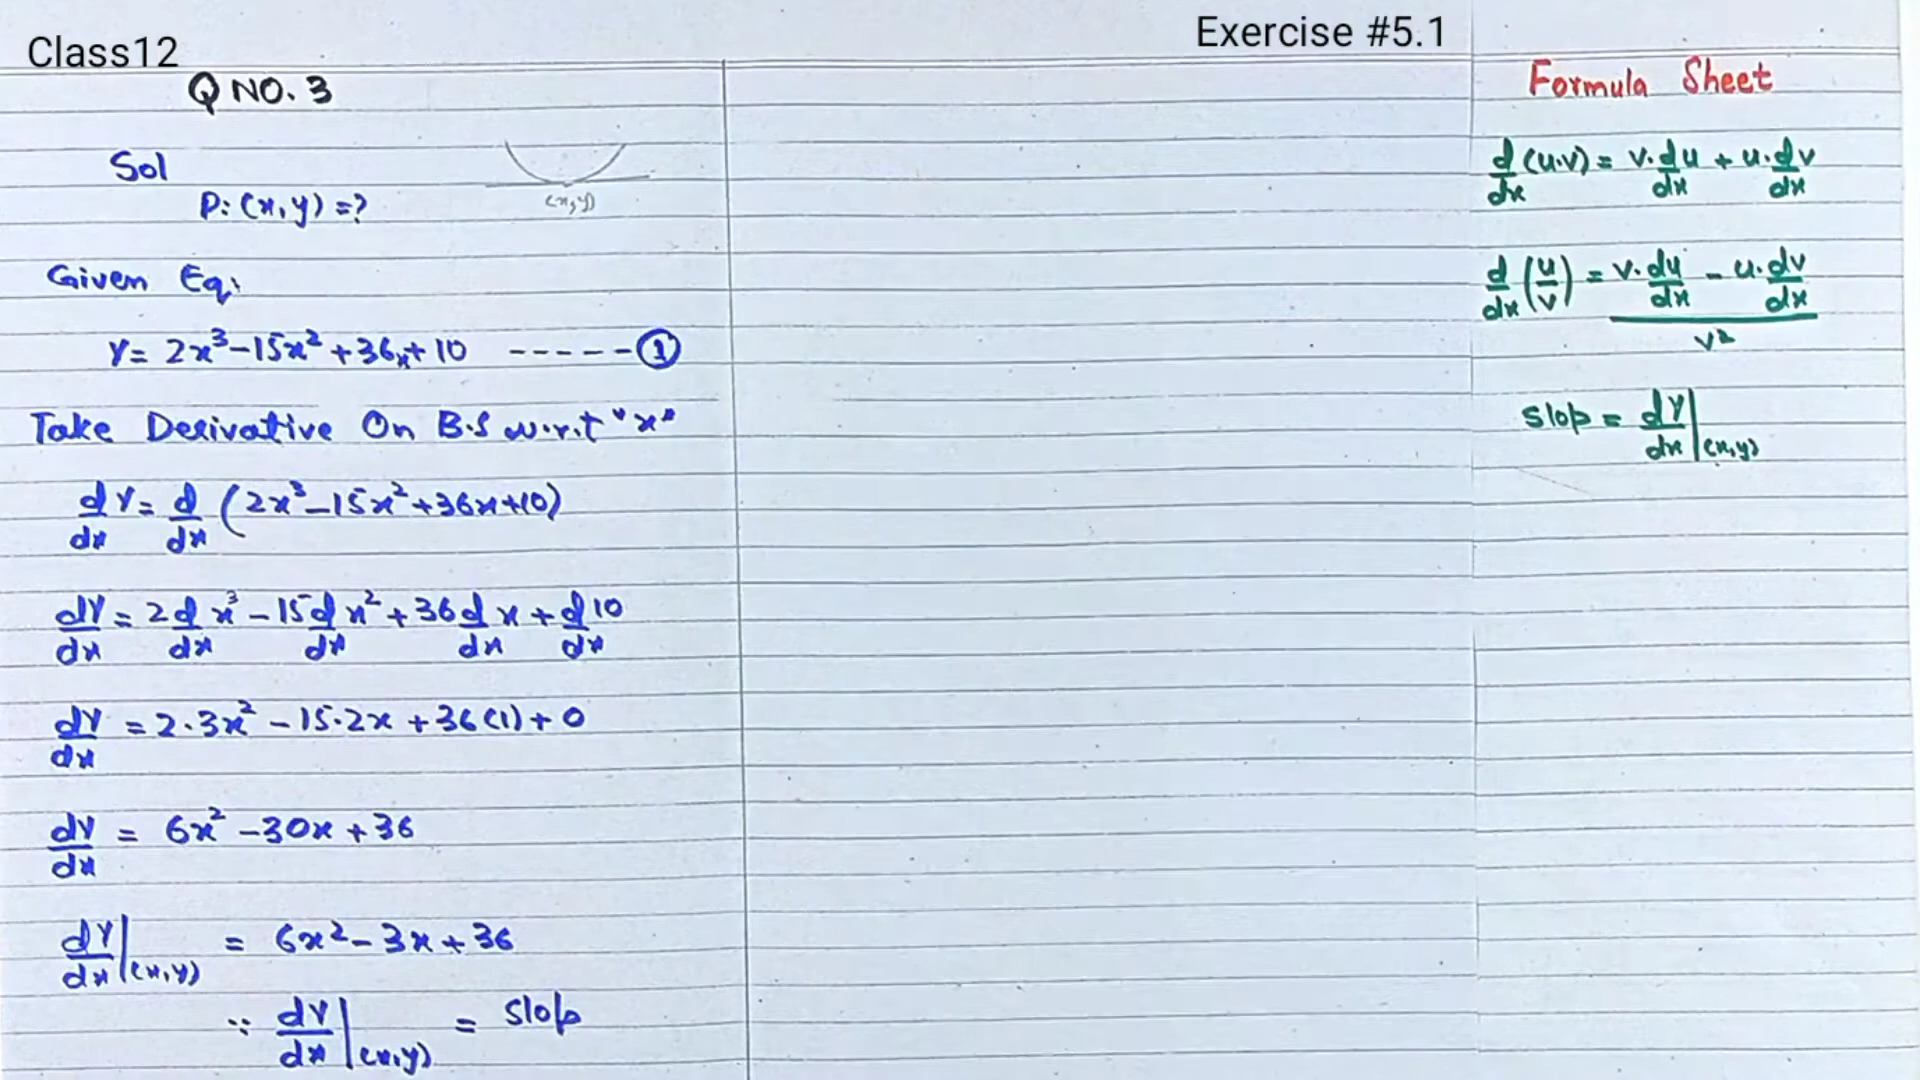 Class12
Exercise #5.1
Q NO. 3
Sol
P: (x, y) = ?
(x, y)
Given Eq:
Y = 2x³ - 15x² + 36x + 10 ------ ①
Take Derivative On B.S w.r.t "x"
d/dx Y = d/dx (2x³ - 15x² + 36x + 10)
dY/dx = 2 d/dx x³ - 15 d/dx x² + 36 d/dx x + d/dx 10
dY/dx = 2·3x² - 15·2x + 36(1) + 0
dY/dx = 6x² - 30x + 36
dY/dx |(x,y) = 6x² - 3x + 36
∵ dY/dx |(x,y) = Slop
Formula Sheet
d/dx (u·v) = v·du/dx + u·dv/dx
d/dx (u/v) = (v·du/dx - u·dv/dx) / v²
Slop = dY/dx |(x,y)